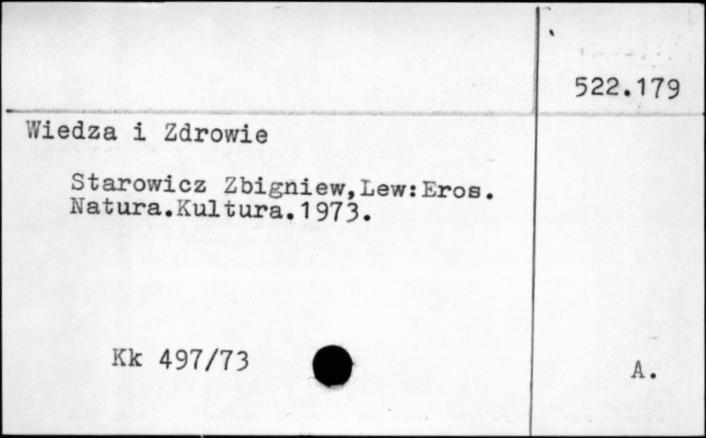 522.179
Wiedza i Zdrowie
Starowicz Zbigniew,Lew:Eros.
Natura.Kultura.1973.
Kk 497/73
A.